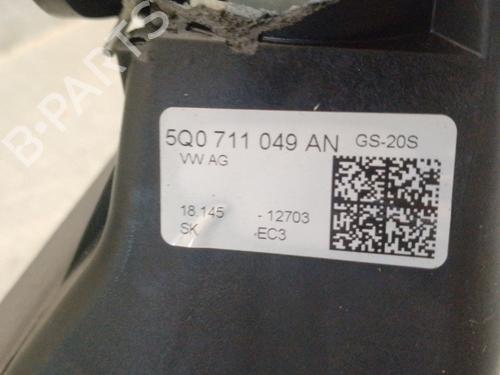 B-PARTS
5Q0 711 049 AN GS-20S
VW AG
18.145 - 12703
SK -EC3